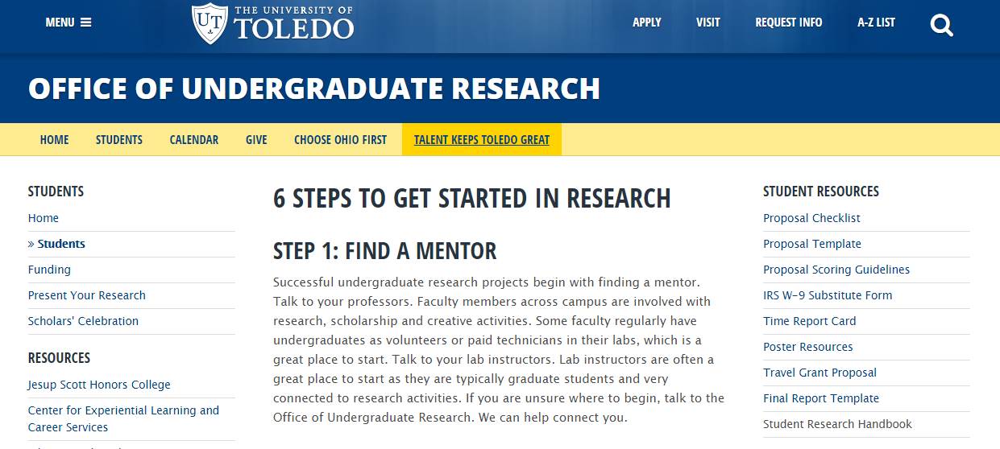 MENU
UT
THE UNIVERSITY OF
TOLEDO
APPLY
VISIT
REQUEST INFO
A-Z LIST
OFFICE OF UNDERGRADUATE RESEARCH
HOME
STUDENTS
CALENDAR
GIVE
CHOOSE OHIO FIRST
TALENT KEEPS TOLEDO GREAT
STUDENTS
Home
» Students
Funding
Present Your Research
Scholars' Celebration
RESOURCES
Jesup Scott Honors College
Center for Experiential Learning and
Career Services
6 STEPS TO GET STARTED IN RESEARCH
STEP 1: FIND A MENTOR
Successful undergraduate research projects begin with finding a mentor.
Talk to your professors. Faculty members across campus are involved with
research, scholarship and creative activities. Some faculty regularly have
undergraduates as volunteers or paid technicians in their labs, which is a
great place to start. Talk to your lab instructors. Lab instructors are often a
great place to start as they are typically graduate students and very
connected to research activities. If you are unsure where to begin, talk to the
Office of Undergraduate Research. We can help connect you.
STUDENT RESOURCES
Proposal Checklist
Proposal Template
Proposal Scoring Guidelines
IRS W-9 Substitute Form
Time Report Card
Poster Resources
Travel Grant Proposal
Final Report Template
Student Research Handbook